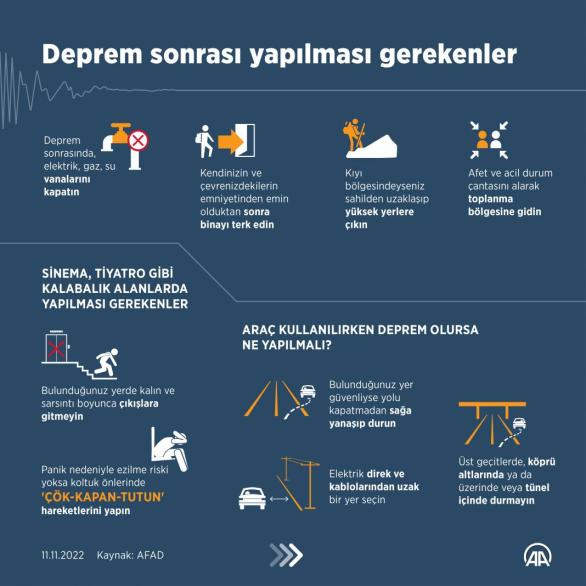 Deprem sonrası yapılması gerekenler
Deprem
sonrasında,
elektrik, gaz, su
vanalarını
kapatın
Kendinizin ve
çevrenizdekilerin
emniyetinden emin
olduktan sonra
binayı terk edin
Kıyı
bölgesindeyseniz
sahilden uzaklaşıp
yüksek yerlere
çıkın
Afet ve acil durum
çantasını alarak
toplanma
bölgesine gidin
SİNEMA, TİYATRO GİBİ
KALABALIK ALANLARDA
YAPILMASI GEREKENLER
Bulunduğunuz yerde kalın ve
sarsıntı boyunca çıkışlara
gitmeyin
Panik nedeniyle ezilme riski
yoksa koltuk önlerinde
'ÇÖK-KAPAN-TUTUN'
hareketlerini yapın
ARAÇ KULLANILIRKEN DEPREM OLURSA
NE YAPILMALI?
Bulunduğunuz yer
güvenliyse yolu
kapatmadan sağa
yanaşıp durun
Elektrik direk ve
kablolarından uzak
bir yer seçin
Üst geçitlerde, köprü
altlarında ya da
üzerinde veya tünel
içinde durmayın
11.11.2022 Kaynak: AFAD
AA